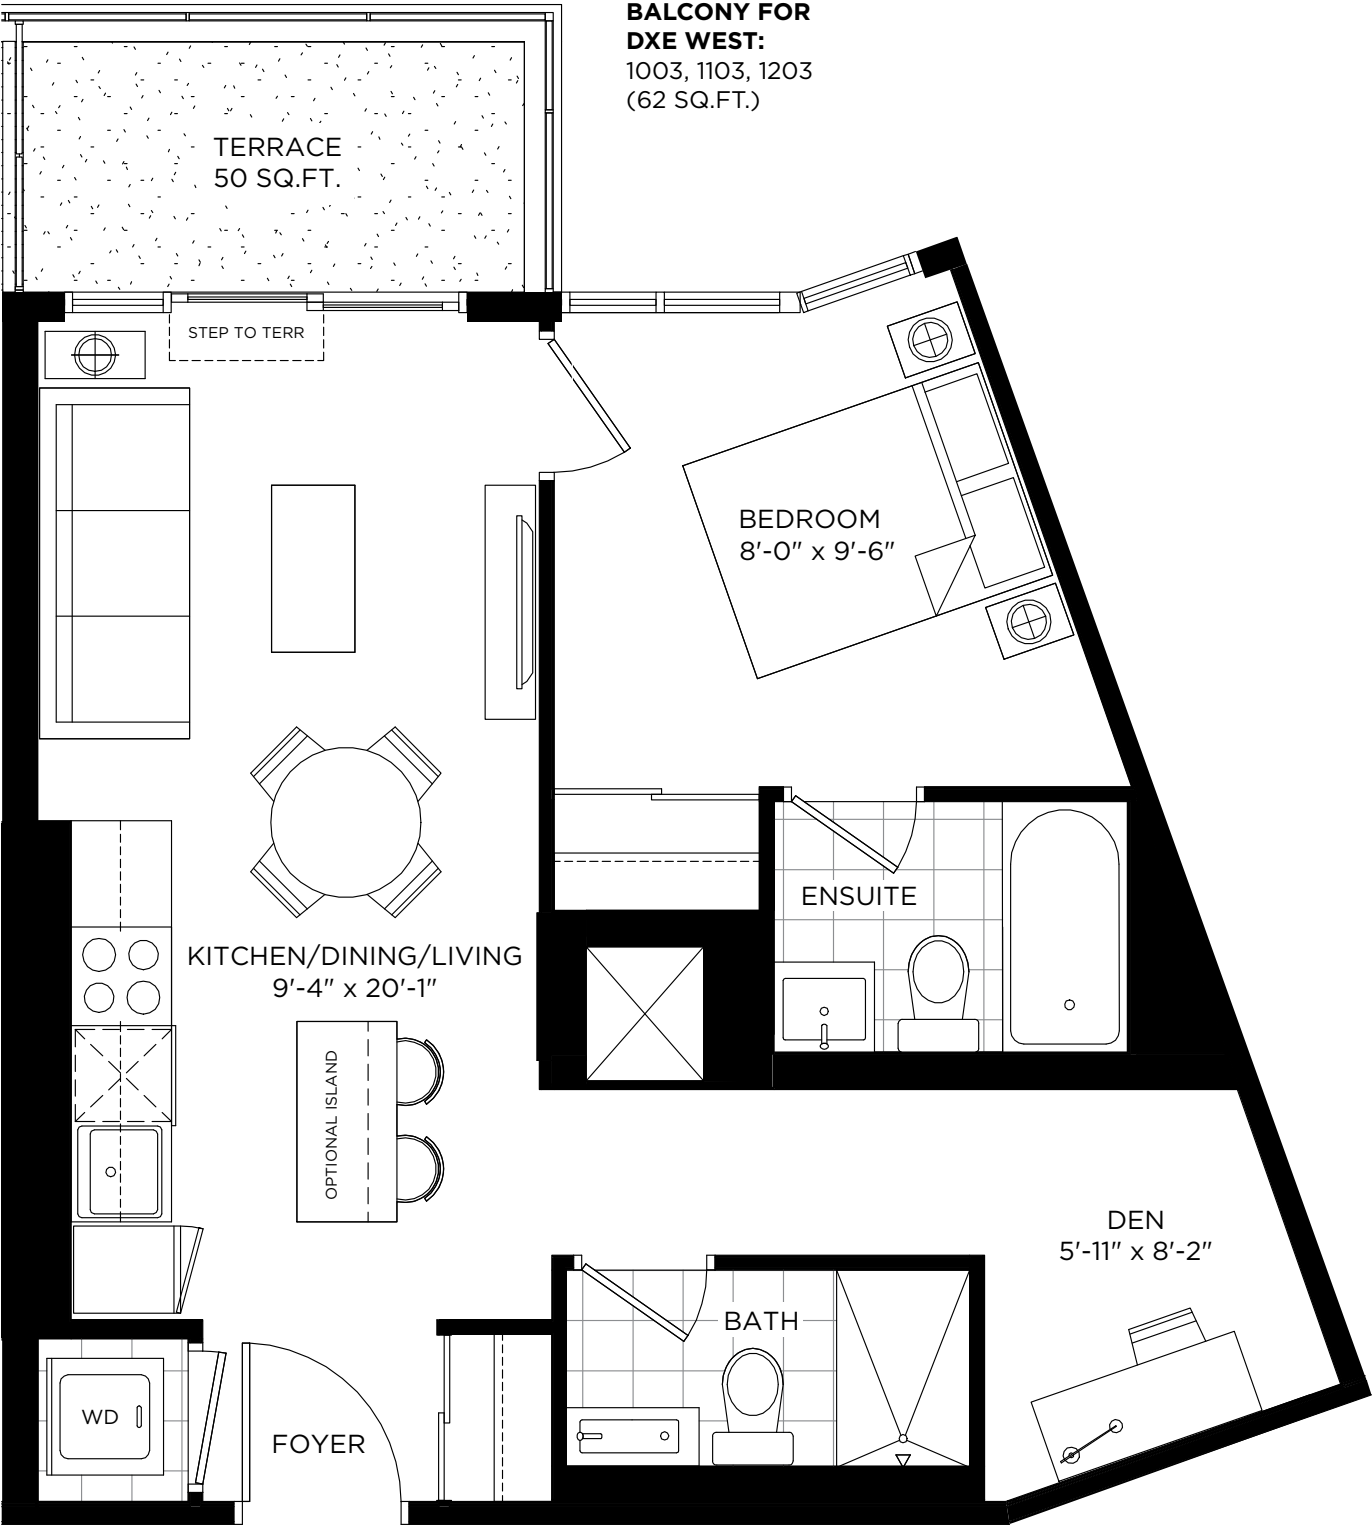 BALCONY FOR
DXE WEST:
1003, 1103, 1203
(62 SQ.FT.)
TERRACE
50 SQ.FT.
STEP TO TERR
BEDROOM
8'-0" x 9'-6"
ENSUITE
KITCHEN/DINING/LIVING
9'-4" x 20'-1"
OPTIONAL ISLAND
DEN
5'-11" x 8'-2"
BATH
WD
FOYER